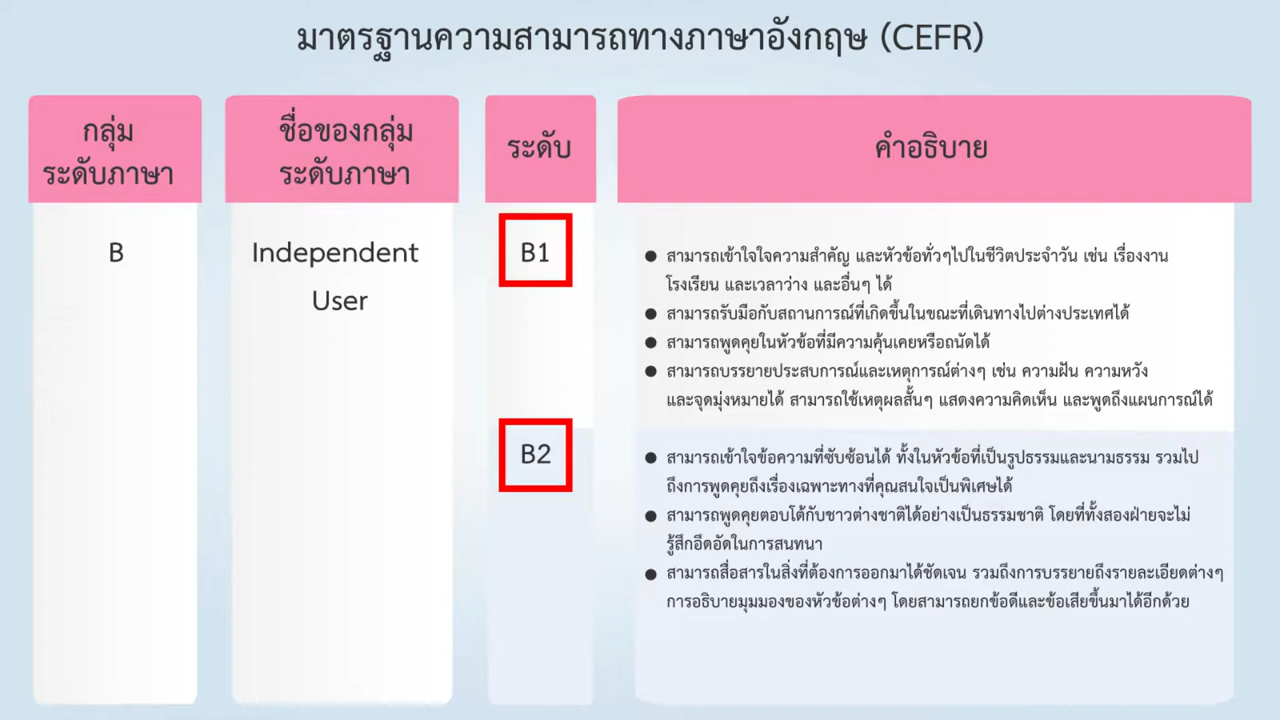 มาตรฐานความสามารถทางภาษาอังกฤษ (CEFR)
กลุ่ม
ระดับภาษา
ชื่อของกลุ่ม
ระดับภาษา
ระดับ
คำอธิบาย
B
Independent
User
B1
● สามารถเข้าใจใจความสำคัญ และหัวข้อทั่วๆไปในชีวิตประจำวัน เช่น เรื่องงาน
โรงเรียน และเวลาว่าง และอื่นๆ ได้
● สามารถรับมือกับสถานการณ์ที่เกิดขึ้นในขณะที่เดินทางไปต่างประเทศได้
● สามารถพูดคุยในหัวข้อที่มีความคุ้นเคยหรือถนัดได้
● สามารถบรรยายประสบการณ์และเหตุการณ์ต่างๆ เช่น ความฝัน ความหวัง
และจุดมุ่งหมายได้ สามารถใช้เหตุผลสั้นๆ แสดงความคิดเห็น และพูดถึงแผนการณ์ได้
B2
● สามารถเข้าใจข้อความที่ซับซ้อนได้ ทั้งในหัวข้อที่เป็นรูปธรรมและนามธรรม รวมไป
ถึงการพูดคุยถึงเรื่องเฉพาะทางที่คุณสนใจเป็นพิเศษได้
● สามารถพูดคุยตอบโต้กับชาวต่างชาติได้อย่างเป็นธรรมชาติ โดยที่ทั้งสองฝ่ายจะไม่
รู้สึกอึดอัดในการสนทนา
● สามารถสื่อสารในสิ่งที่ต้องการออกมาได้ชัดเจน รวมถึงการบรรยายถึงรายละเอียดต่างๆ
การอธิบายมุมมองของหัวข้อต่างๆ โดยสามารถยกข้อดีและข้อเสียขึ้นมาได้อีกด้วย